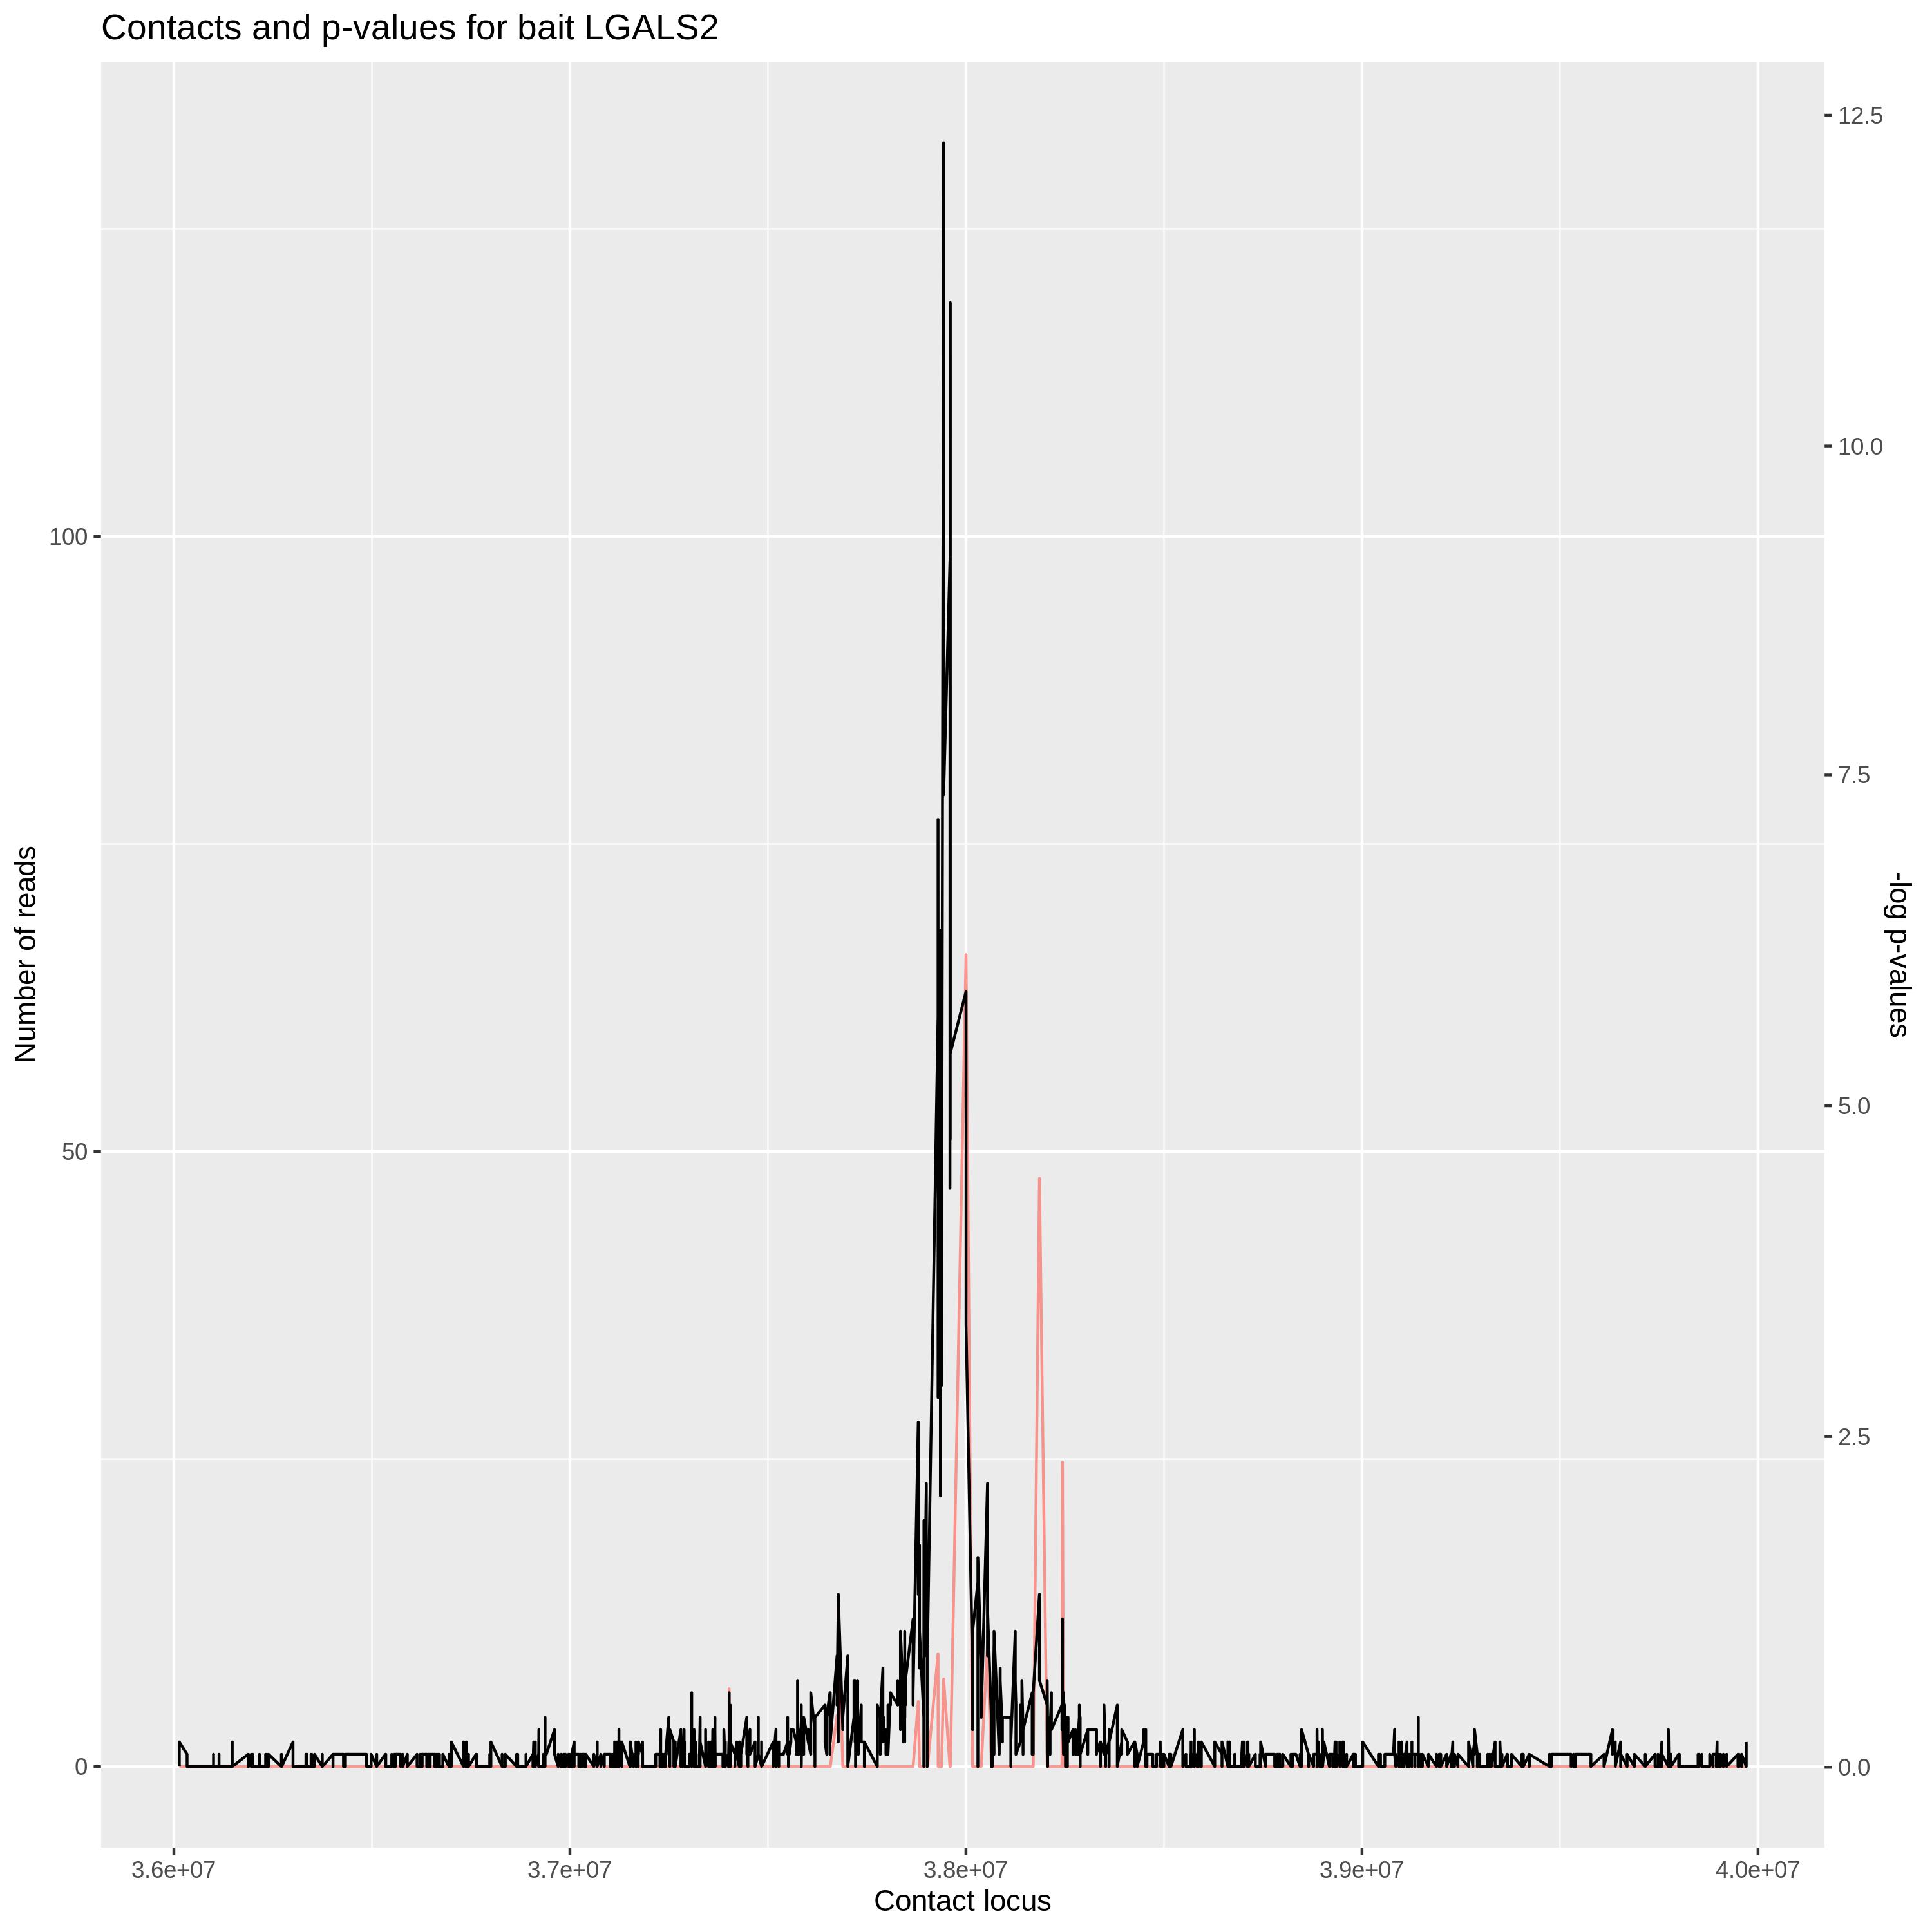 Contacts and p-values for bait LGALS2
Number of reads
100
50
0
12.5
10.0
7.5
5.0
2.5
0.0
-log p-values
3.6e+07
3.7e+07
3.8e+07
3.9e+07
4.0e+07
Contact locus